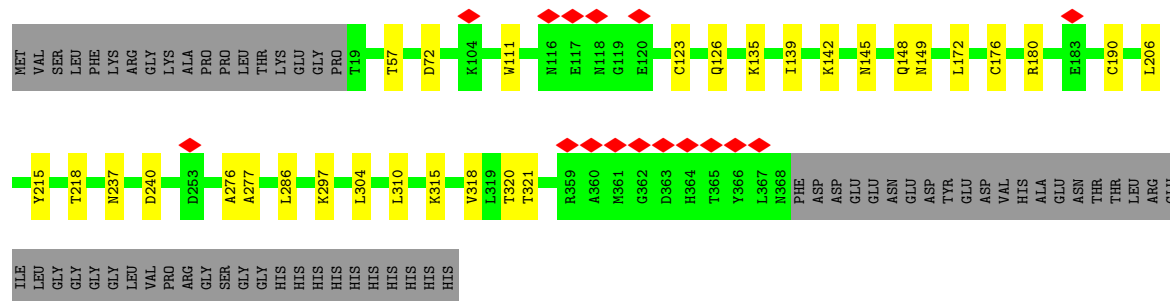 MET VAL SER LEU PHE LYS ARG GLY LYS ALA PRO PRO LEU THR LYS GLU GLY PRO T19 T57 D72 K104 W111 N116 E117 N118 G119 E120 C123 Q126 K135 I139 K142 N145 Q148 N149 L172 C176 R180 E183 C190 L206
Y215 T218 N237 D240 D253 A276 A277 L286 K297 L304 L310 K315 V318 L319 T320 T321 R359 A360 M361 G362 D363 H364 T365 Y366 L367 N368 PHE ASP ASP GLU GLU ASN GLU ASP TYR GLU ASP VAL HIS ALA GLU ASN THR THR LEU ARG
ILE LEU GLY GLY GLY GLY LEU VAL PRO ARG GLY SER GLY GLY HIS HIS HIS HIS HIS HIS HIS HIS HIS HIS